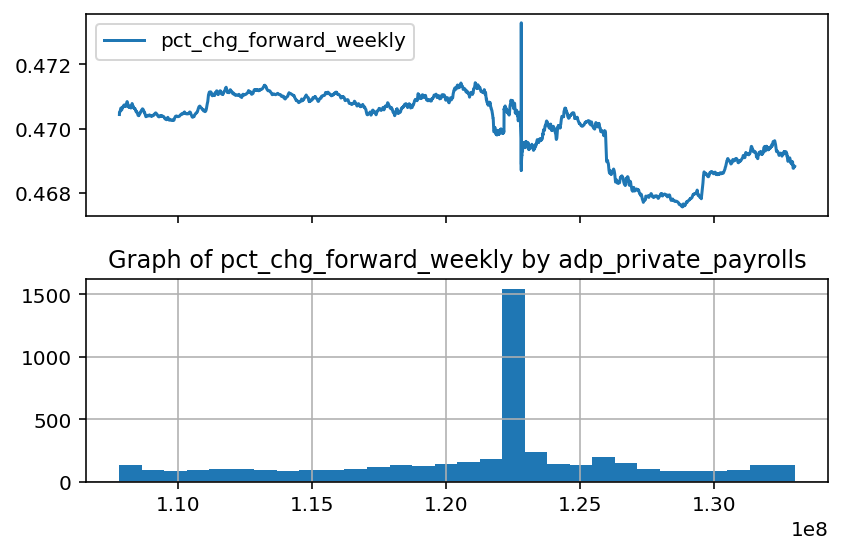 pct_chg_forward_weekly
0.472
0.470
0.468
Graph of pct_chg_forward_weekly by adp_private_payrolls
1500
1000
500
0
1.10 1.15 1.20 1.25 1.30
1e8